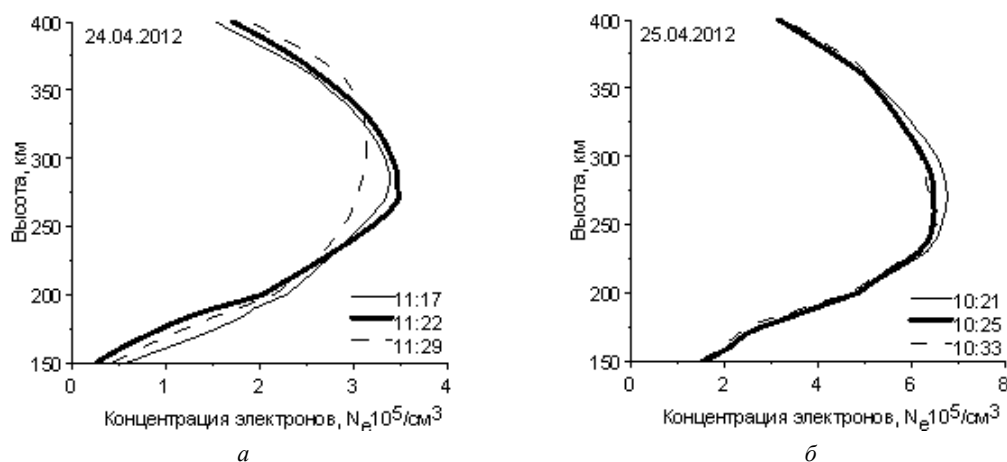 400
24.04.2012
350
300
250
200
150
Высота, км
11:17
11:22
11:29
0 1 2 3 4
Концентрация электронов, Nе10⁵/см³
а
400
25.04.2012
350
300
250
200
150
Высота, км
10:21
10:25
10:33
0 2 4 6 8
Концентрация электронов, Nе10⁵/см³
б